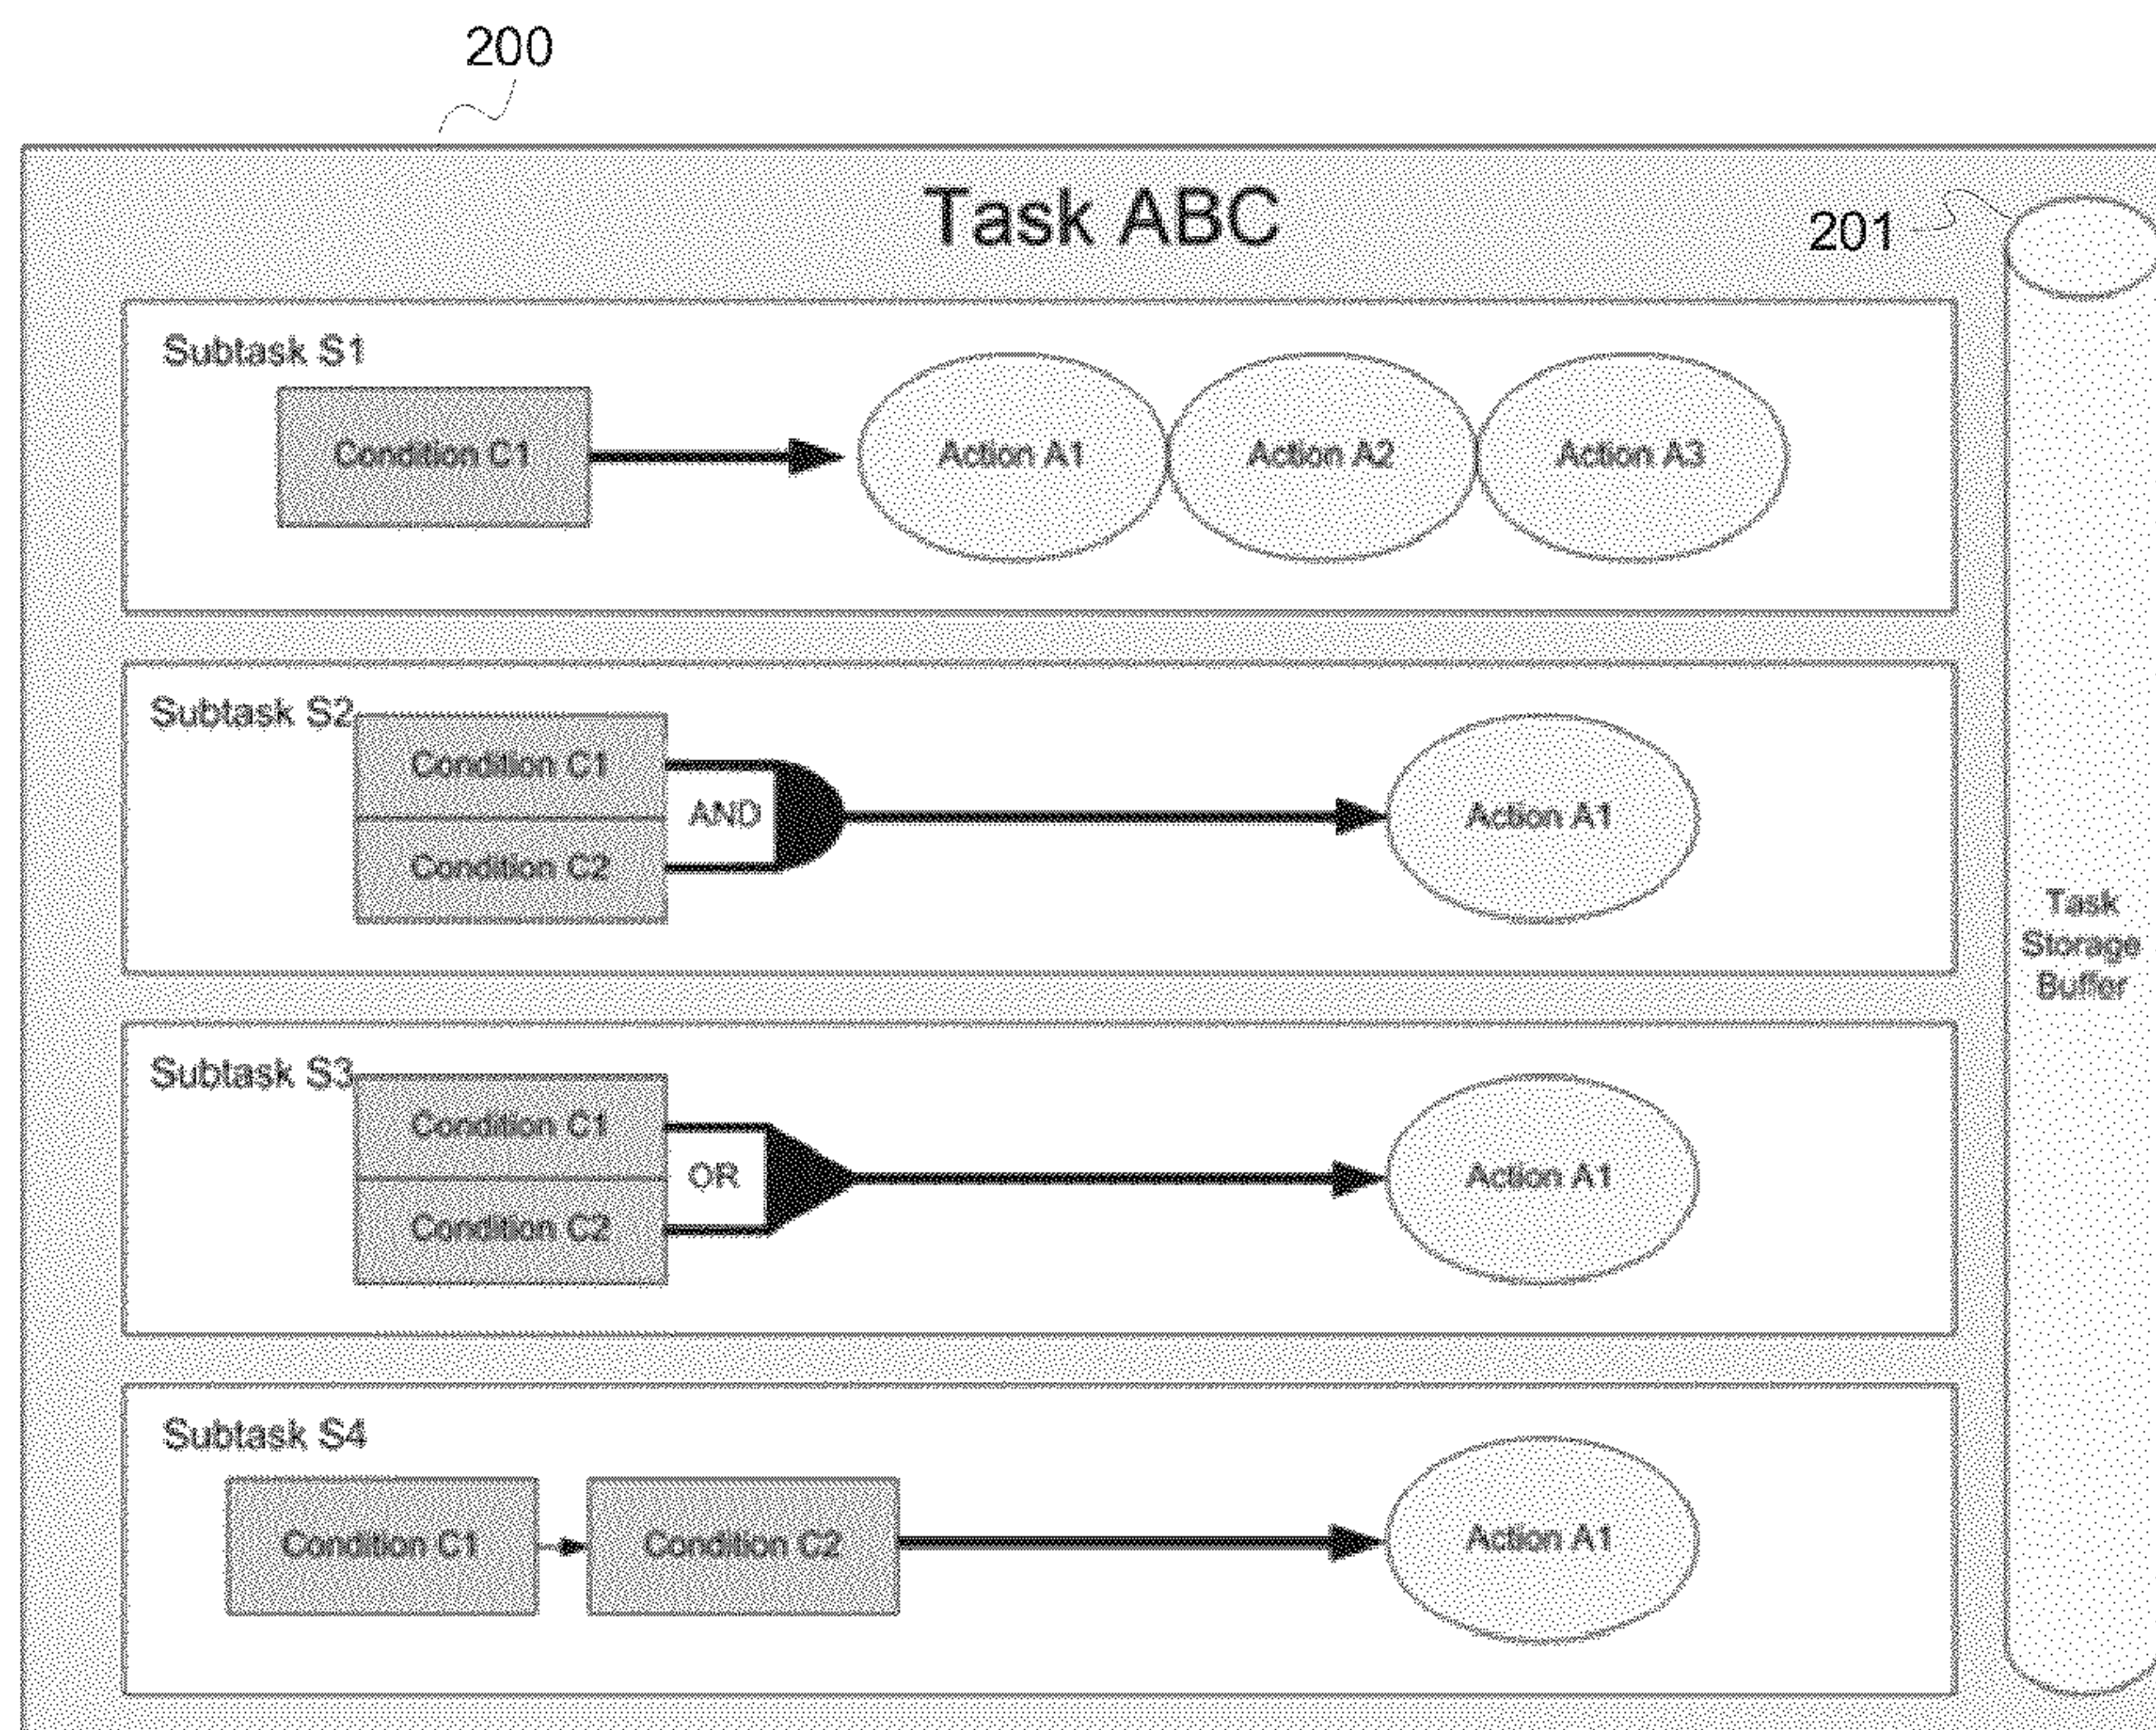 200
Task ABC
201
Subtask S1
Condition C1
Action A1
Action A2
Action A3
Subtask S2
Condition C1
AND
Condition C2
Action A1
Task
Storage
Buffer
Subtask S3
Condition C1
OR
Condition C2
Action A1
Subtask S4
Condition C1
Condition C2
Action A1